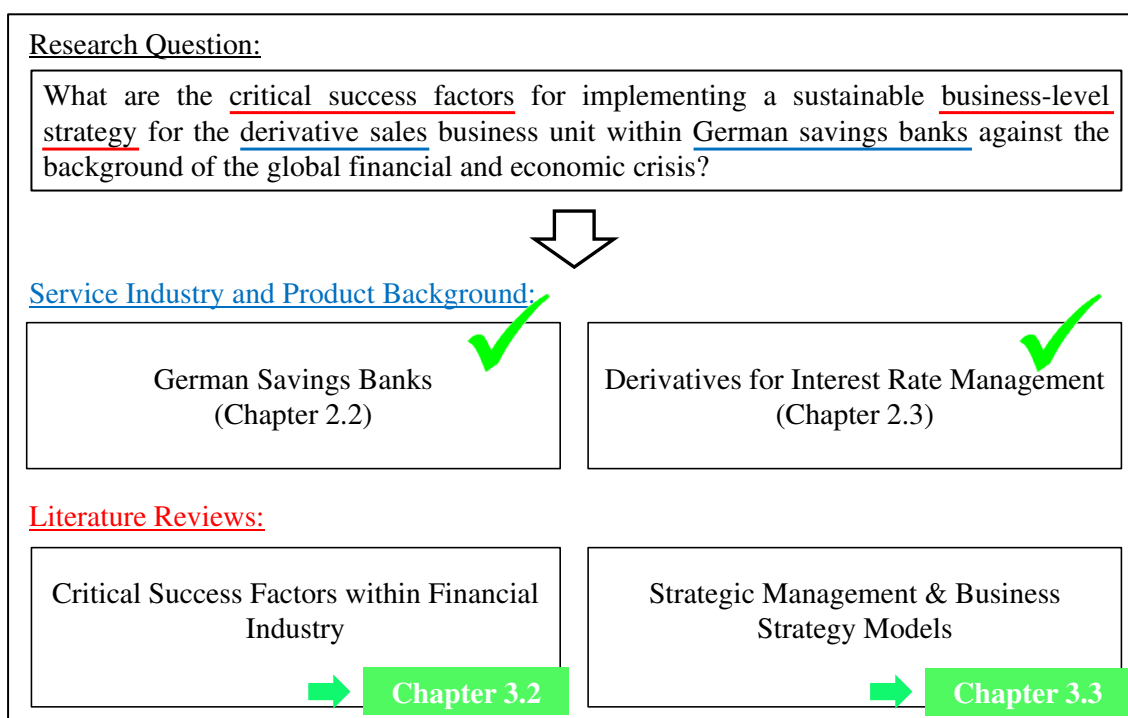 Research Question:
What are the critical success factors for implementing a sustainable business-level
strategy for the derivative sales business unit within German savings banks against the
background of the global financial and economic crisis?
Service Industry and Product Background:
German Savings Banks
(Chapter 2.2)
Derivatives for Interest Rate Management
(Chapter 2.3)
Literature Reviews:
Critical Success Factors within Financial
Industry
Chapter 3.2
Strategic Management & Business
Strategy Models
Chapter 3.3